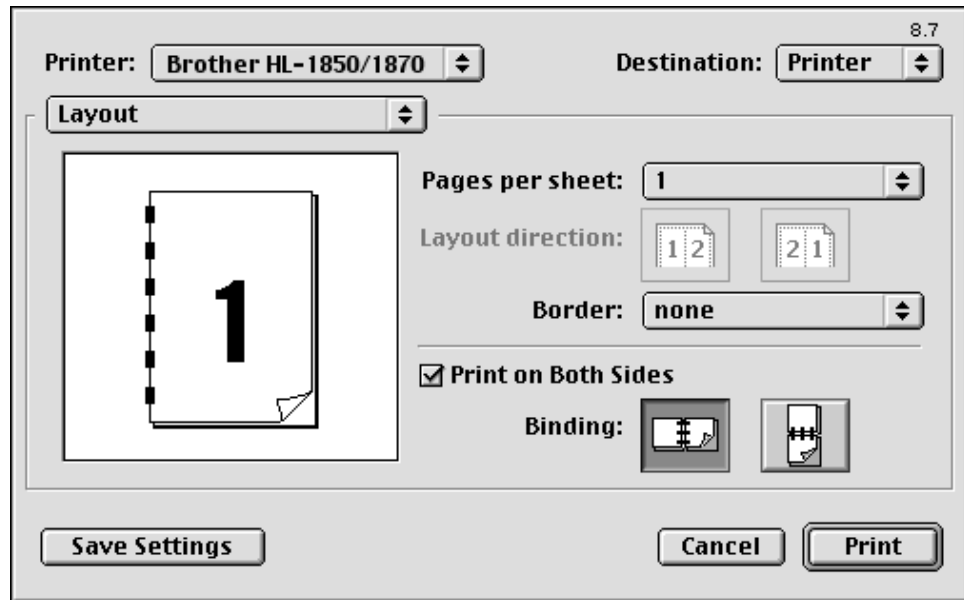 8.7
Printer: Brother HL-1850/1870 Destination: Printer
Layout
Pages per sheet: 1
Layout direction: 1 2 2 1
1
Border: none
Print on Both Sides
Binding:
Save Settings Cancel Print